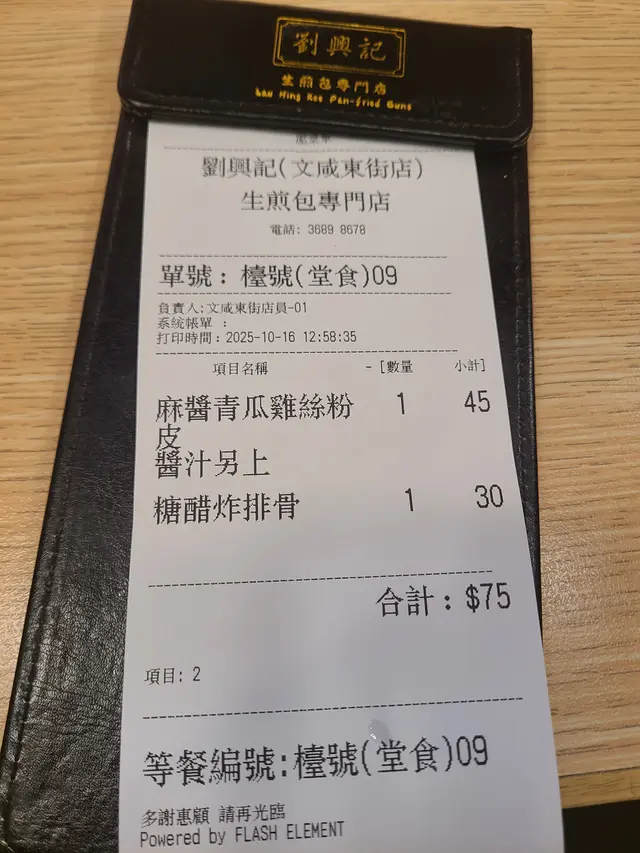 劉興記
生煎包專門店
Lau Hing Kee Pan-fried Buns
劉興記(文咸東街店)
生煎包專門店
電話: 3689 8678
單號: 檯號(堂食)09
負責人:文咸東街店員-01
系統帳單 :
打印時間:2025-10-16 12:58:35
項目名稱 - [數量 小計]
麻醬青瓜雞絲粉 1 45
皮
醬汁另上
糖醋炸排骨 1 30
合計: $75
項目: 2
等餐編號:檯號(堂食)09
多謝惠顧 請再光臨
Powered by FLASH ELEMENT